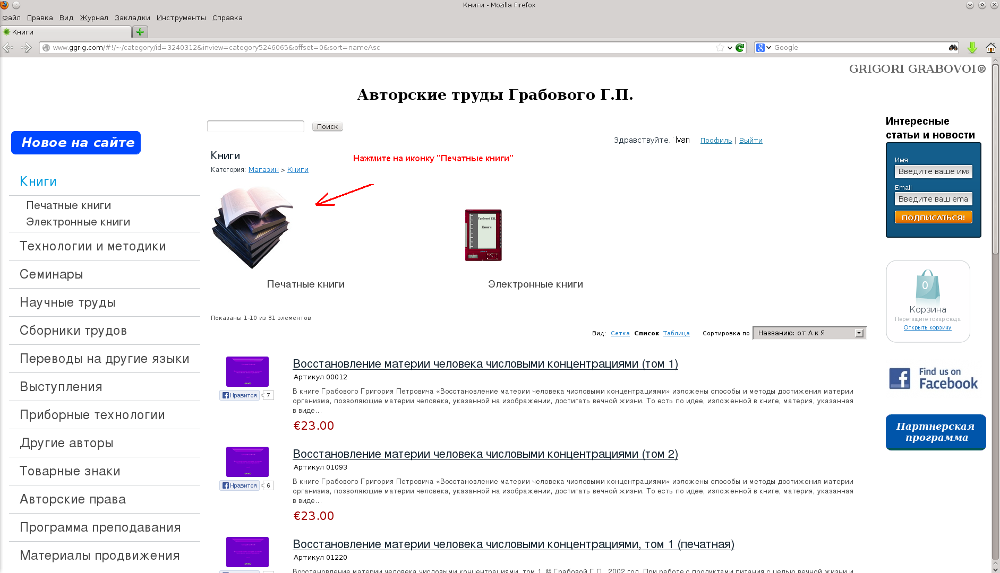 Книги - Mozilla Firefox
Файл Правка Вид Журнал Закладки Инструменты Справка
Книги
www.ggrig.com/#!/~/category/id=3240312&inview=category5246065&offset=0&sort=nameAsc
Google
GRIGORI GRABOVOI®
Авторские труды Грабового Г.П.
Новое на сайте
Книги
Печатные книги
Электронные книги
Технологии и методики
Семинары
Научные труды
Сборники трудов
Переводы на другие языки
Выступления
Приборные технологии
Другие авторы
Товарные знаки
Авторские права
Программа преподавания
Материалы продвижения
Поиск
Здравствуйте, Ivan Профиль | Выйти
Книги
Нажмите на иконку "Печатные книги"
Категория: Магазин > Книги
Грабовой Г.П.
Книги
Печатные книги
Электронные книги
Показаны 1-10 из 31 элементов
Вид: Сетка Список Таблица Сортировка по Названию: от А к Я
Восстановление материи человека числовыми концентрациями (том 1)
Артикул 00012
Нравится 7
В книге Грабового Григория Петровича «Восстановление материи человека числовыми концентрациями» изложены способы и методы достижения материи
организма, позволяющие материи человека, указанной на изображении, достигать вечной жизни. То есть по идее, изложенной в книге, материя, указанная
в виде...
€23.00
Восстановление материи человека числовыми концентрациями (том 2)
Артикул 01093
Нравится 6
В книге Грабового Григория Петровича «Восстановление материи человека числовыми концентрациями» изложены способы и методы достижения материи
организма, позволяющие материи человека, указанной на изображении, достигать вечной жизни. То есть по идее, изложенной в книге, материя, указанная
в виде...
€23.00
Восстановление материи человека числовыми концентрациями, том 1 (печатная)
Артикул 01220
Восстановление материи человека числовыми концентрациями, том 1. © Грабовой Г.П., 2002 год. При работе с продуктами питания с целью вечной жизни и
Интересные
статьи и новости
Имя
Введите ваше имя
Email
Введите ваш ema
ПОДПИСАТЬСЯ!
0
Корзина
Перетащите товар сюда
Открыть корзину
Find us on
Facebook
Партнерская
программа